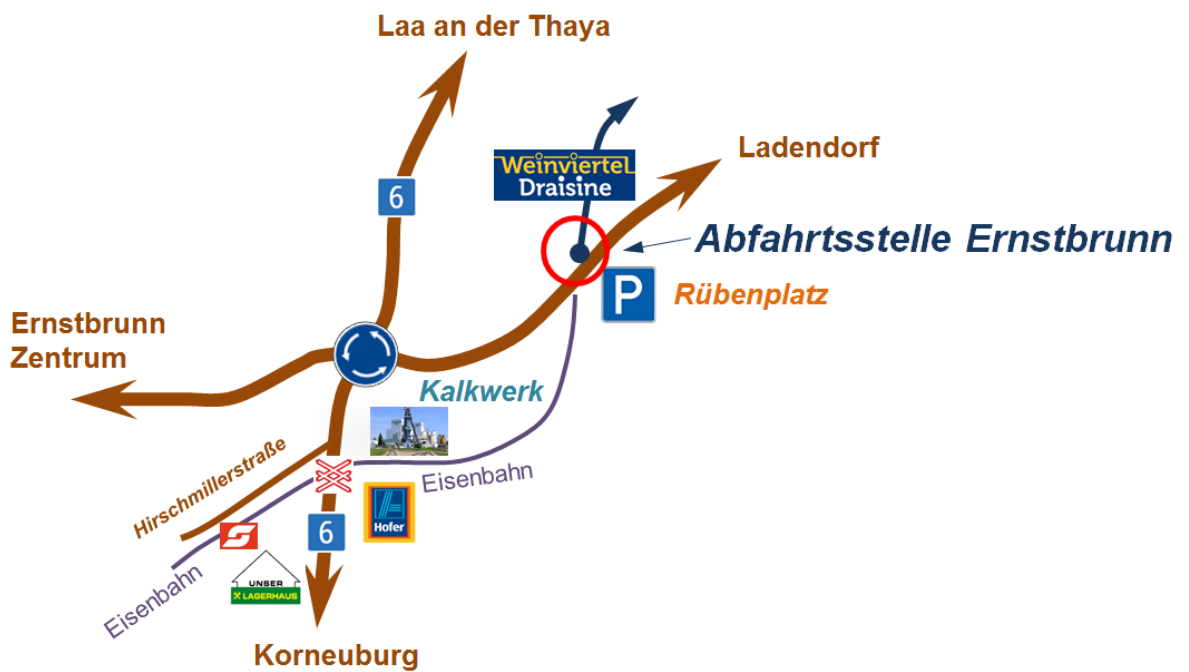 Laa an der Thaya
6
Weinviertel
Draisine
Ladendorf
Abfahrtsstelle Ernstbrunn
P
Rübenplatz
Ernstbrunn
Zentrum
Kalkwerk
Hirschmillerstraße
Eisenbahn
Hofer
6
Eisenbahn
UNSER
LAGERHAUS
Korneuburg